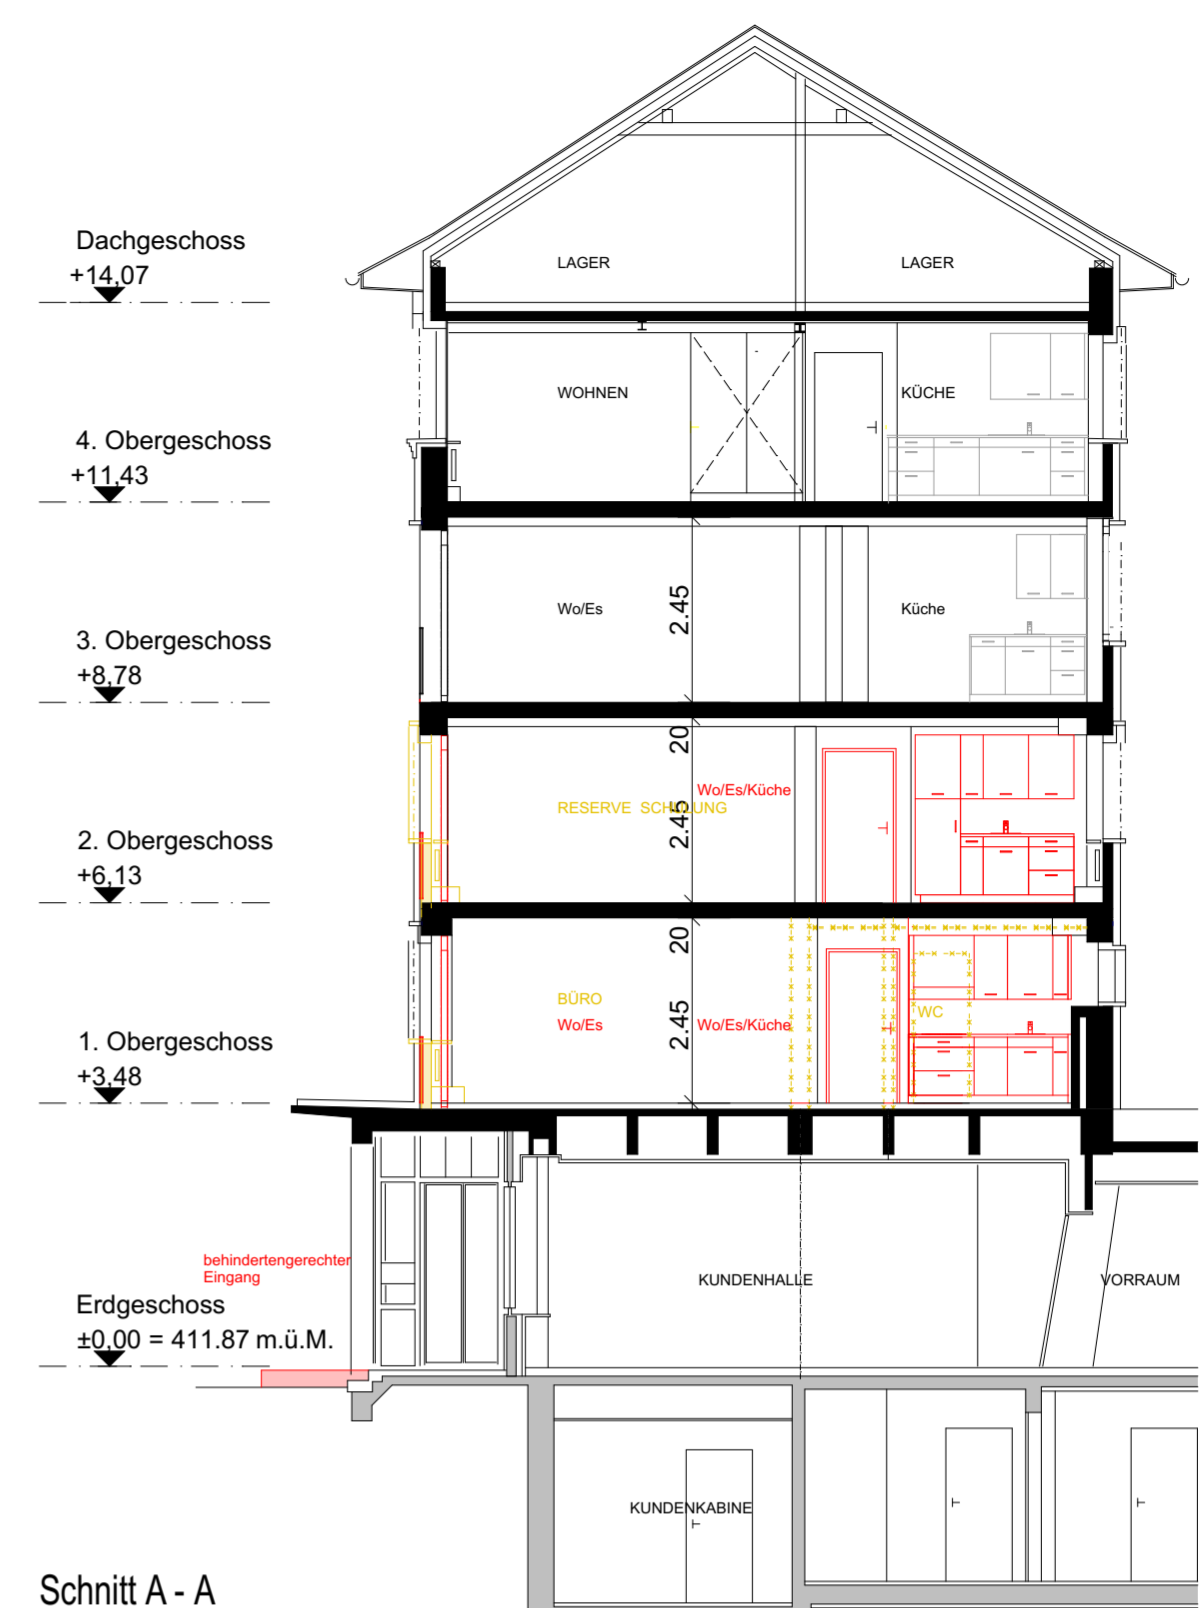 Dachgeschoss
+14,07
LAGER
LAGER
WOHNEN
KÜCHE
4. Obergeschoss
+11,43
Wo/Es
2.45
Küche
3. Obergeschoss
+8,78
20
Wo/Es/Küche
RESERVE SCHULUNG
2.45
2. Obergeschoss
+6,13
20
BÜRO
WC
Wo/Es
2.45
Wo/Es/Küche
1. Obergeschoss
+3,48
behindertengerechter
Eingang
KUNDENHALLE
VORRAUM
Erdgeschoss
±0,00 = 411.87 m.ü.M.
KUNDENKABINE
Schnitt A - A